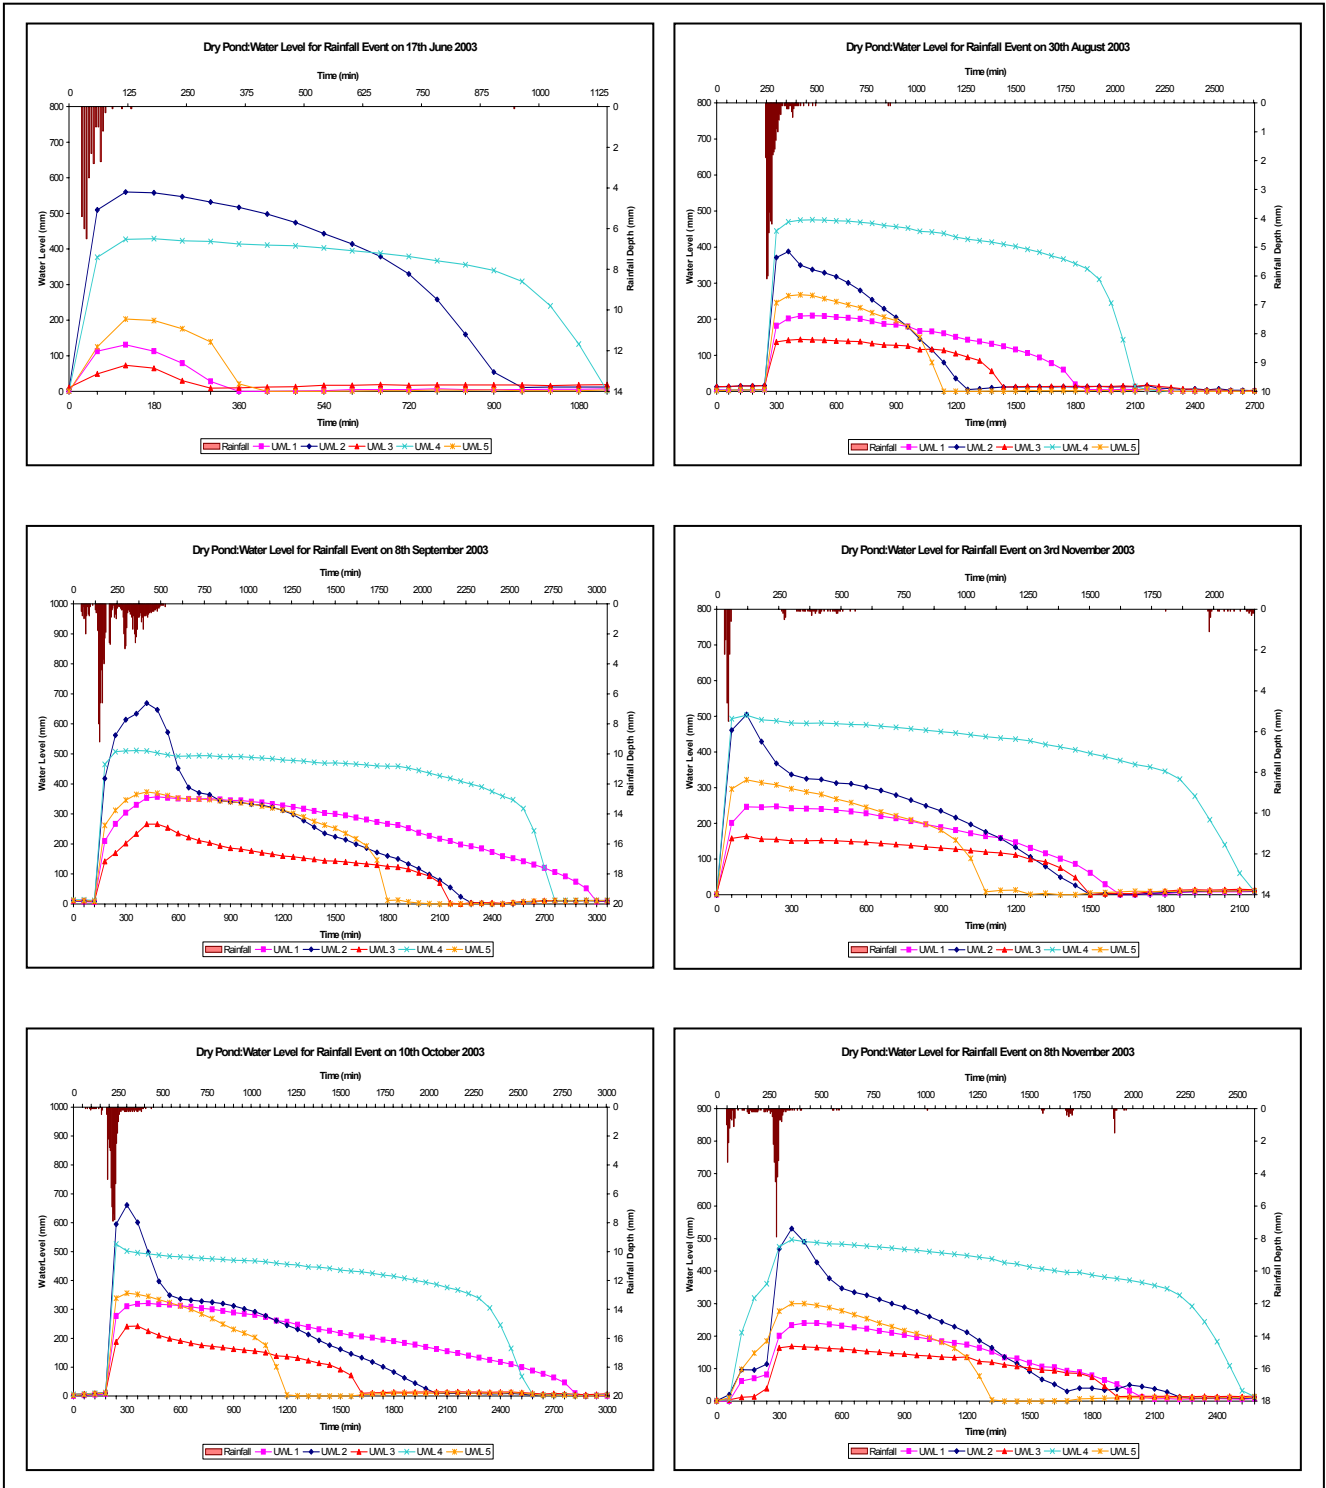 Dry Pond:Water Level for Rainfall Event on 17th June 2003
Time (min)
0 125 250 375 500 625 750 875 1000 1125
800 700 600 500 400 300 200 100 0
Water Level (mm)
0 2 4 6 8 10 12 14
Rainfall Depth (mm)
0 180 360 540 720 900 1080
Time (min)
Rainfall UWL 1 UWL 2 UWL 3 UWL 4 UWL 5
Dry Pond:Water Level for Rainfall Event on 30th August 2003
Time (min)
0 250 500 750 1000 1250 1500 1750 2000 2250 2500
800 700 600 500 400 300 200 100 0
Water Level (mm)
0 1 2 3 4 5 6 7 8 9 10
Rainfall Depth (mm)
0 300 600 900 1200 1500 1800 2100 2400 2700
Time (mm)
Rainfall UWL 1 UWL 2 UWL 3 UWL 4 UWL 5
Dry Pond:Water Level for Rainfall Event on 8th September 2003
Time (min)
0 250 500 750 1000 1250 1500 1750 2000 2250 2500 2750 3000
1000 900 800 700 600 500 400 300 200 100 0
Water Level (mm)
0 2 4 6 8 10 12 14 16 18 20
Rainfall Depth (mm)
0 300 600 900 1200 1500 1800 2100 2400 2700 3000
Time (min)
Rainfall UWL 1 UWL 2 UWL 3 UWL 4 UWL 5
Dry Pond:Water Level for Rainfall Event on 3rd November 2003
Time (min)
0 250 500 750 1000 1250 1500 1750 2000
800 700 600 500 400 300 200 100 0
Water Level (mm)
0 2 4 6 8 10 12 14
Rainfall Depth (mm)
0 300 600 900 1200 1500 1800 2100
Time (min)
Rainfall UWL 1 UWL 2 UWL 3 UWL 4 UWL 5
Dry Pond:Water Level for Rainfall Event on 10th October 2003
Time (min)
0 250 500 750 1000 1250 1500 1750 2000 2250 2500 2750 3000
1000 900 800 700 600 500 400 300 200 100 0
WaterLevel (mm)
0 2 4 6 8 10 12 14 16 18 20
Rainfall Depth (mm)
0 300 600 900 1200 1500 1800 2100 2400 2700 3000
Time (min)
Rainfall UWL 1 UWL 2 UWL 3 UWL 4 UWL 5
Dry Pond:Water Level for Rainfall Event on 8th November 2003
Time (min)
0 250 500 750 1000 1250 1500 1750 2000 2250 2500
900 800 700 600 500 400 300 200 100 0
Water Level (mm)
0 2 4 6 8 10 12 14 16 18
Rainfall Depth (mm)
0 300 600 900 1200 1500 1800 2100 2400
Time (min)
Rainfall UWL 1 UWL 2 UWL 3 UWL 4 UWL 5